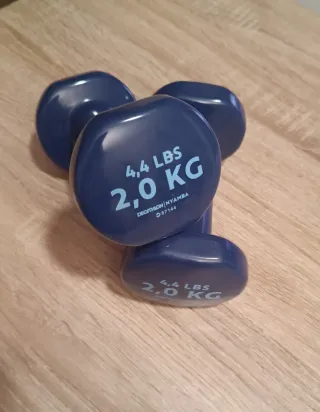 4,4 LBS
2,0 KG
DECATHLON | NYAMBA
4,4 LBS
2,0 KG